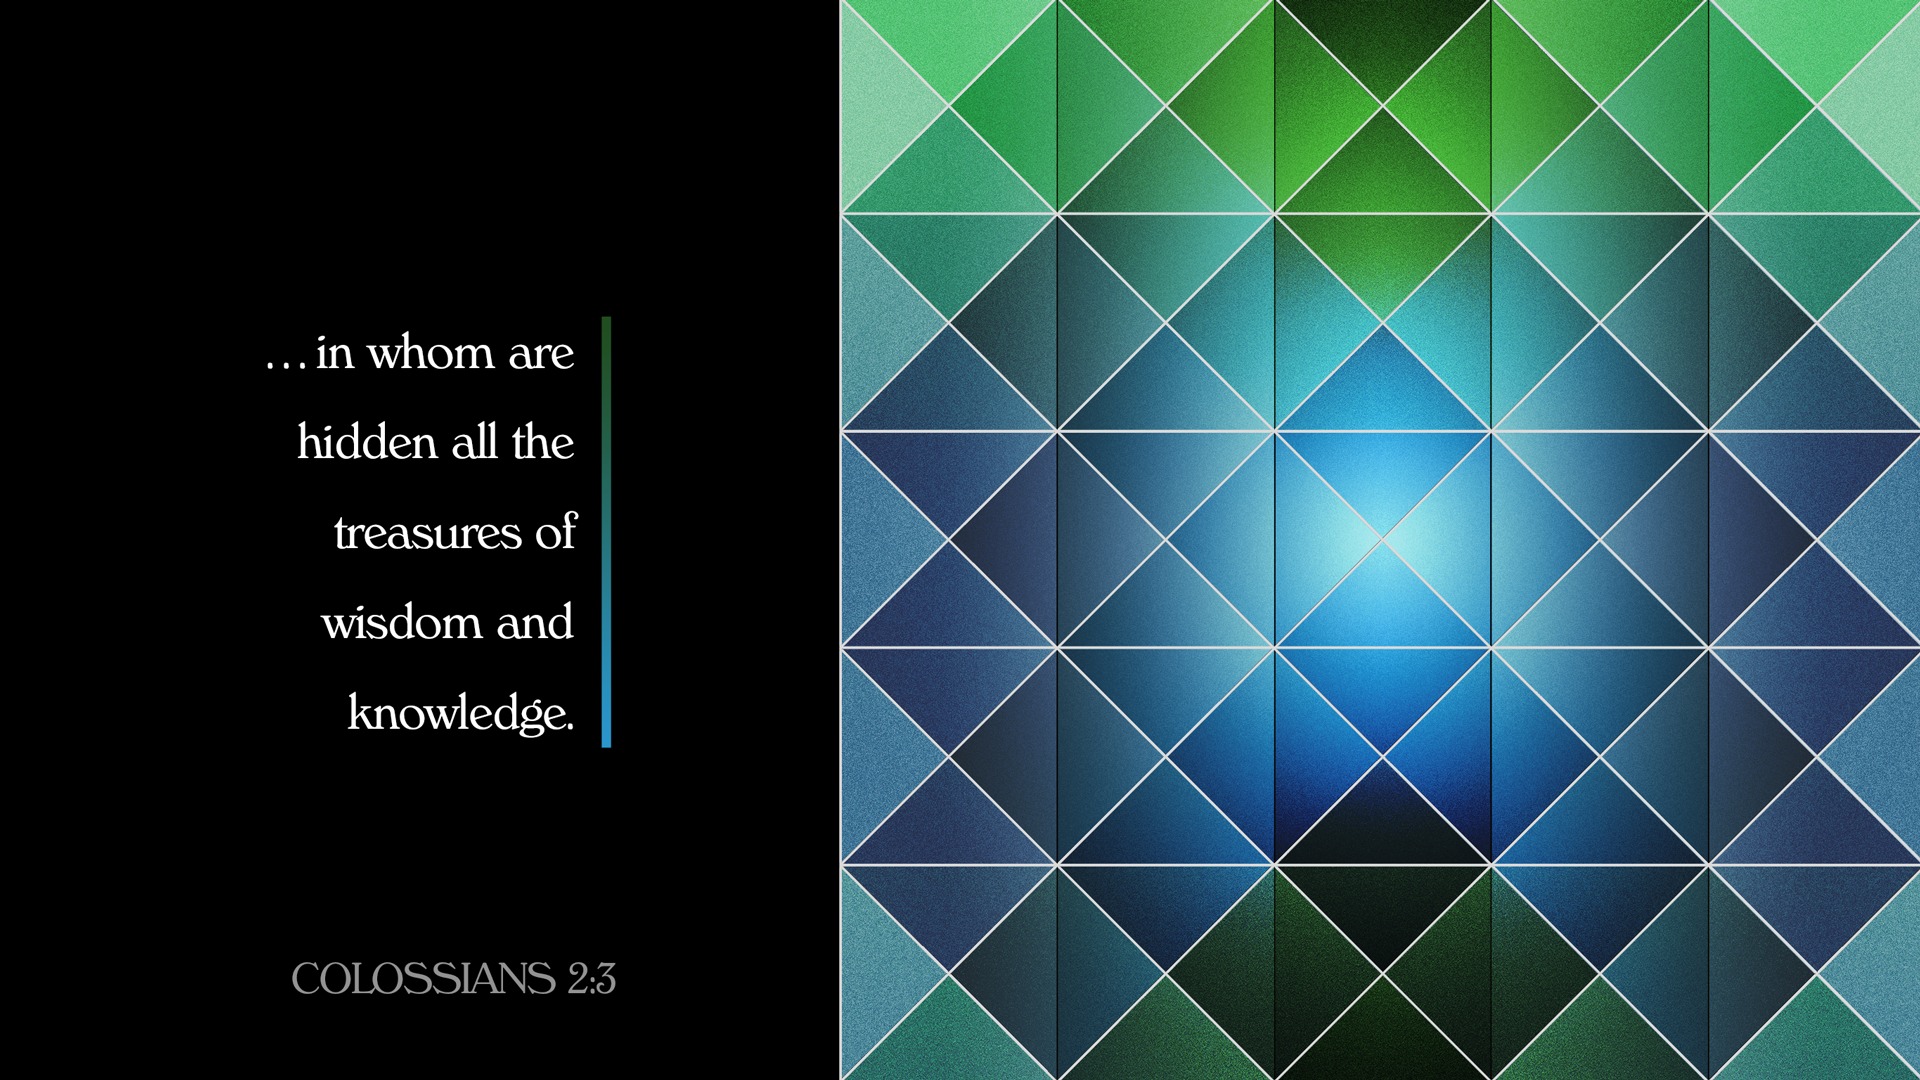 …in whom are
hidden all the
treasures of
wisdom and
knowledge.
COLOSSIANS 2:3